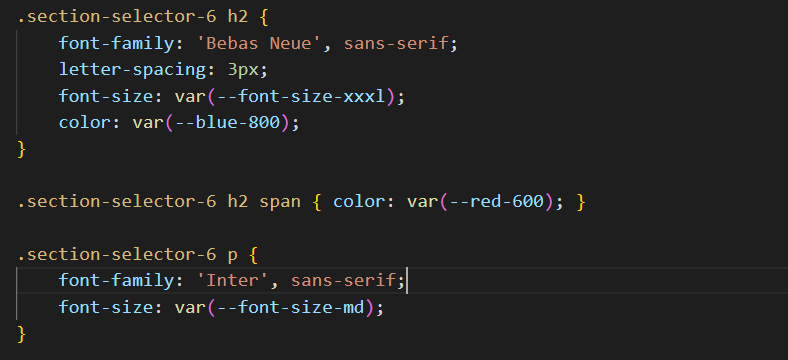 .section-selector-6 h2 {
    font-family: 'Bebas Neue', sans-serif;
    letter-spacing: 3px;
    font-size: var(--font-size-xxxl);
    color: var(--blue-800);
}
.section-selector-6 h2 span { color: var(--red-600); }
.section-selector-6 p {
    font-family: 'Inter', sans-serif;
    font-size: var(--font-size-md);
}